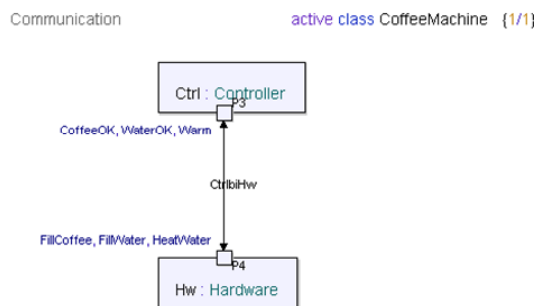 Communication active class CoffeeMachine {1/1}
Ctrl : Controller
P3
CoffeeOK, WaterOK, Warm
CtrlbiHw
FillCoffee, FillWater, HeatWater
P4
Hw : Hardware